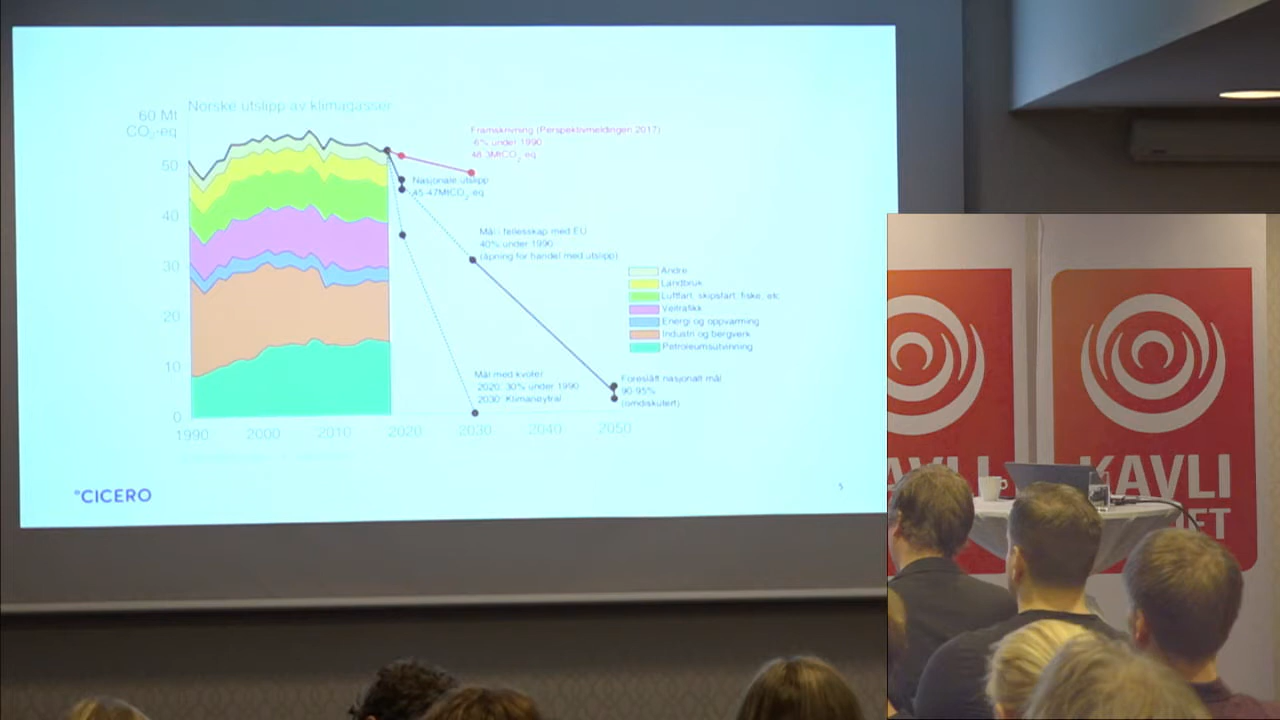 Norske utslipp av klimagasser
60 Mt
CO₂-eq
50
40
30
20
10
0
1990 2000 2010 2020 2030 2040 2050
Framskrivning (Perspektivmeldingen 2017)
6% under 1990
48.3MtCO₂-eq
Nasjonale utslipp
45-47MtCO₂-eq
Mål i fellesskap med EU
40% under 1990
(åpning for handel med utslipp)
Andre
Landbruk
Luftfart, skipsfart, fiske, etc
Veitrafikk
Energi og oppvarming
Industri og bergverk
Petroleumsutvinning
Mål med kvoter
2020: 30% under 1990
2030: Klimanøytral
Foreslått nasjonalt mål
90-95%
(omdiskutert)
°CICERO
5
KAVLI